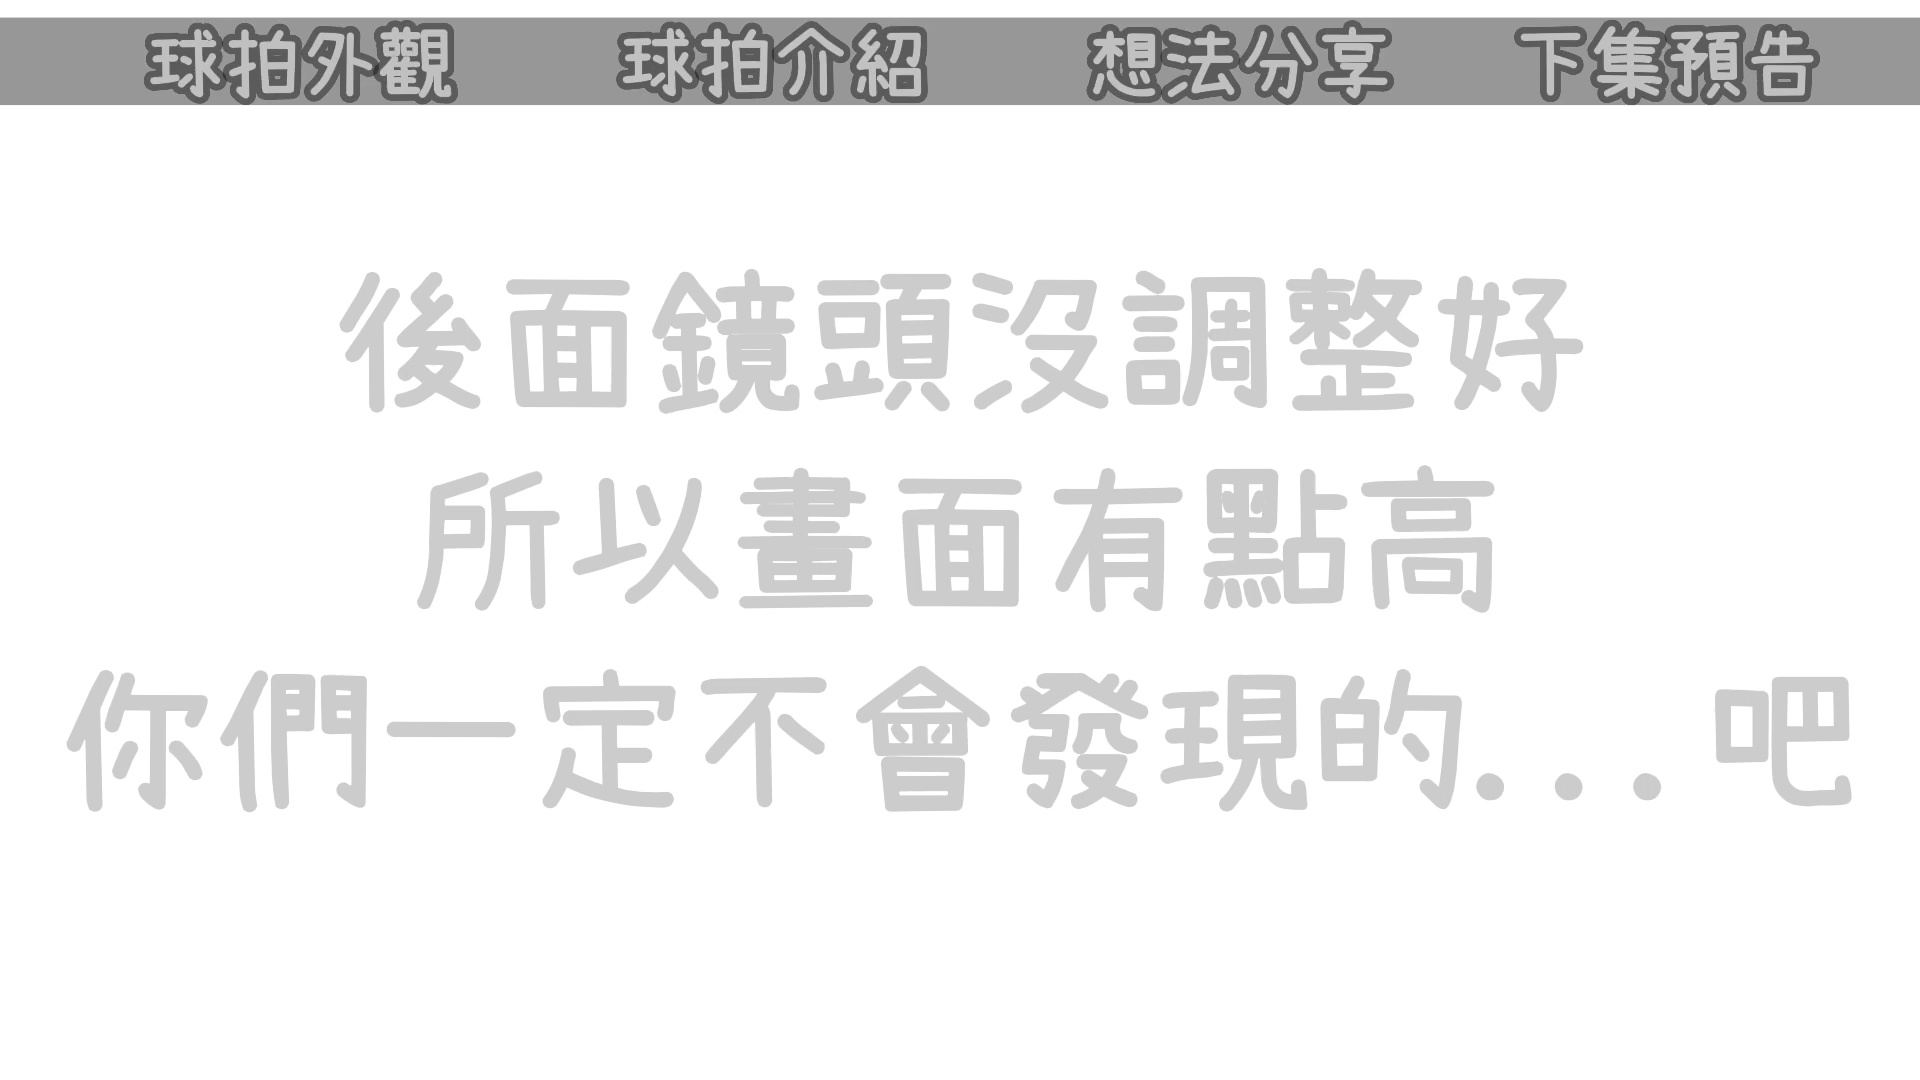 球拍外觀 球拍介紹 想法分享 下集預告
後面鏡頭沒調整好
所以畫面有點高
你們一定不會發現的...吧